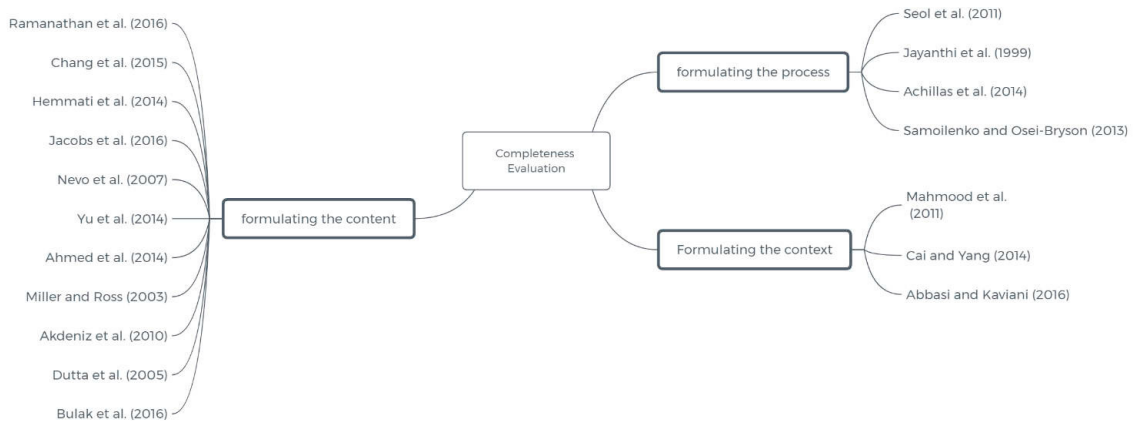 Ramanathan et al. (2016)
Chang et al. (2015)
Hemmati et al. (2014)
Jacobs et al. (2016)
Nevo et al. (2007)
Yu et al. (2014)
Ahmed et al. (2014)
Miller and Ross (2003)
Akdeniz et al. (2010)
Dutta et al. (2005)
Bulak et al. (2016)
formulating the content
Completeness
Evaluation
formulating the process
Seol et al. (2011)
Jayanthi et al. (1999)
Achillas et al. (2014)
Samoilenko and Osei-Bryson (2013)
Formulating the context
Mahmood et al.
(2011)
Cai and Yang (2014)
Abbasi and Kaviani (2016)